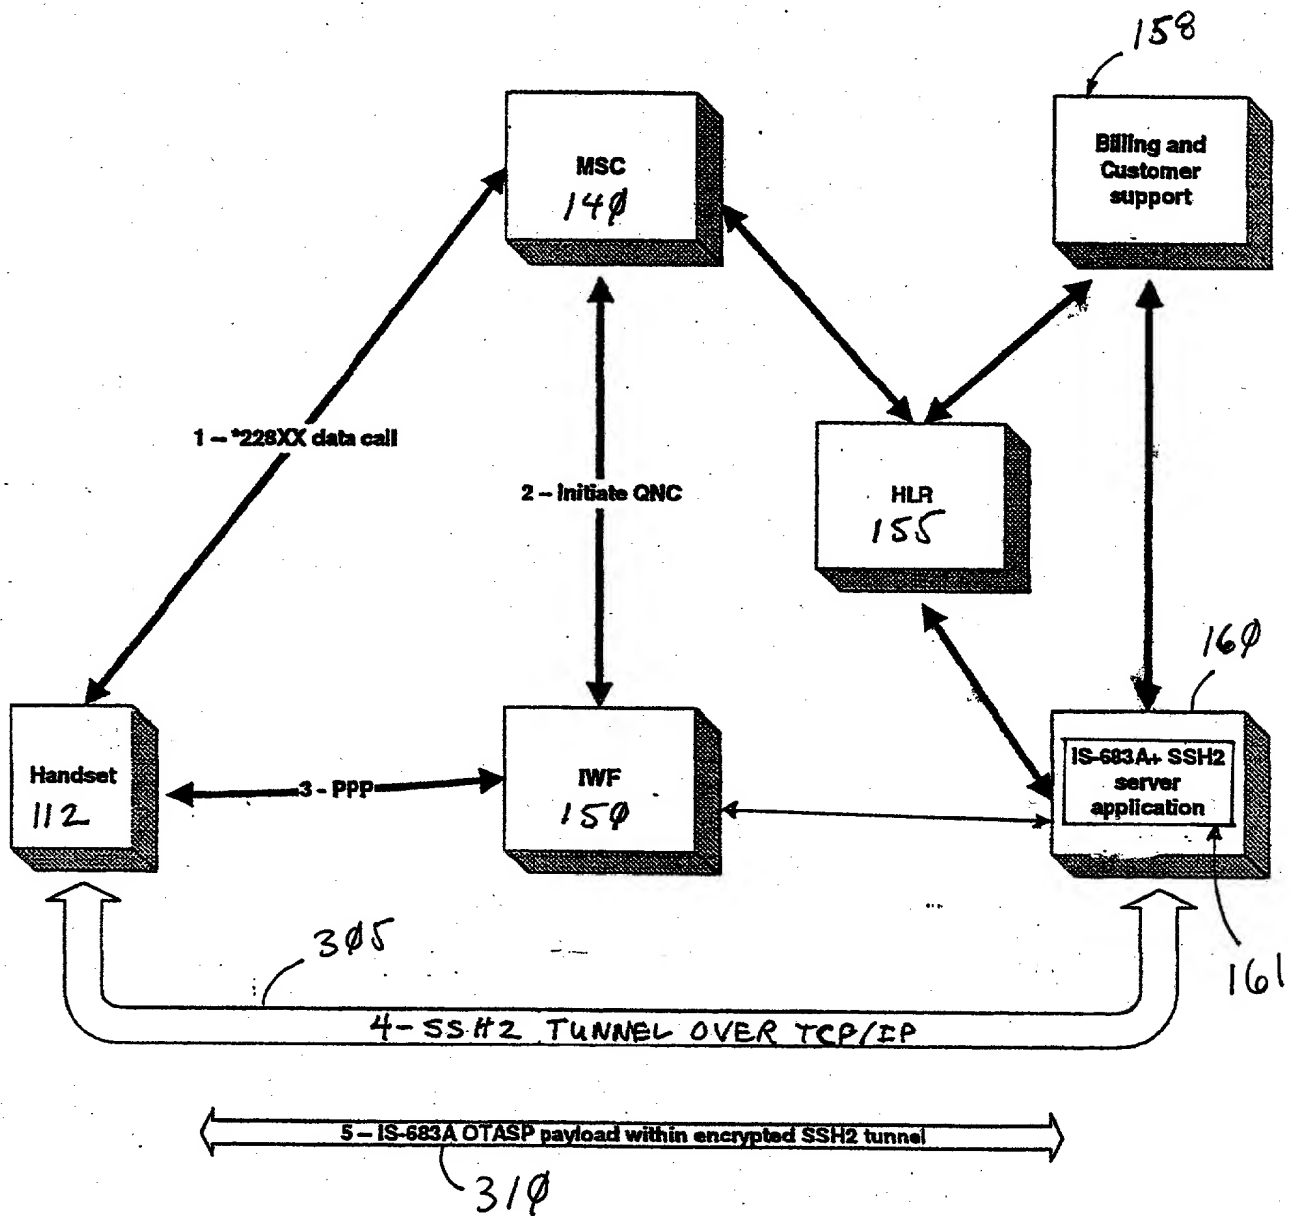 158
MSC
140
Billing and
Customer
support
1 – *228XX data call
2 – Initiate QNC
HLR
155
160
Handset
112
3 - PPP
IWF
150
IS-683A+ SSH2
server
application
305
161
4-SSH2 TUNNEL OVER TCP/IP
5 – IS-683A OTASP payload within encrypted SSH2 tunnel
310